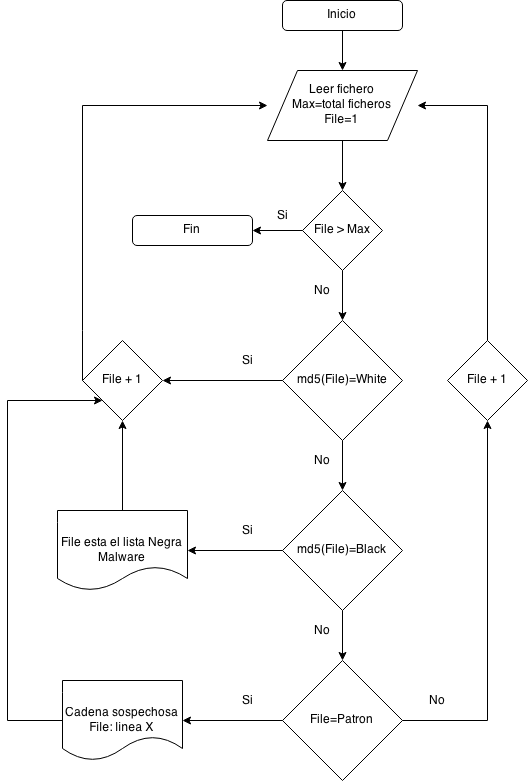 Inicio
Leer fichero
Max=total ficheros
File=1
Si
File > Max
Fin
No
Si
File + 1
md5(File)=White
File + 1
No
Si
File esta el lista Negra
Malware
md5(File)=Black
No
Si
No
Cadena sospechosa
File: linea X
File=Patron